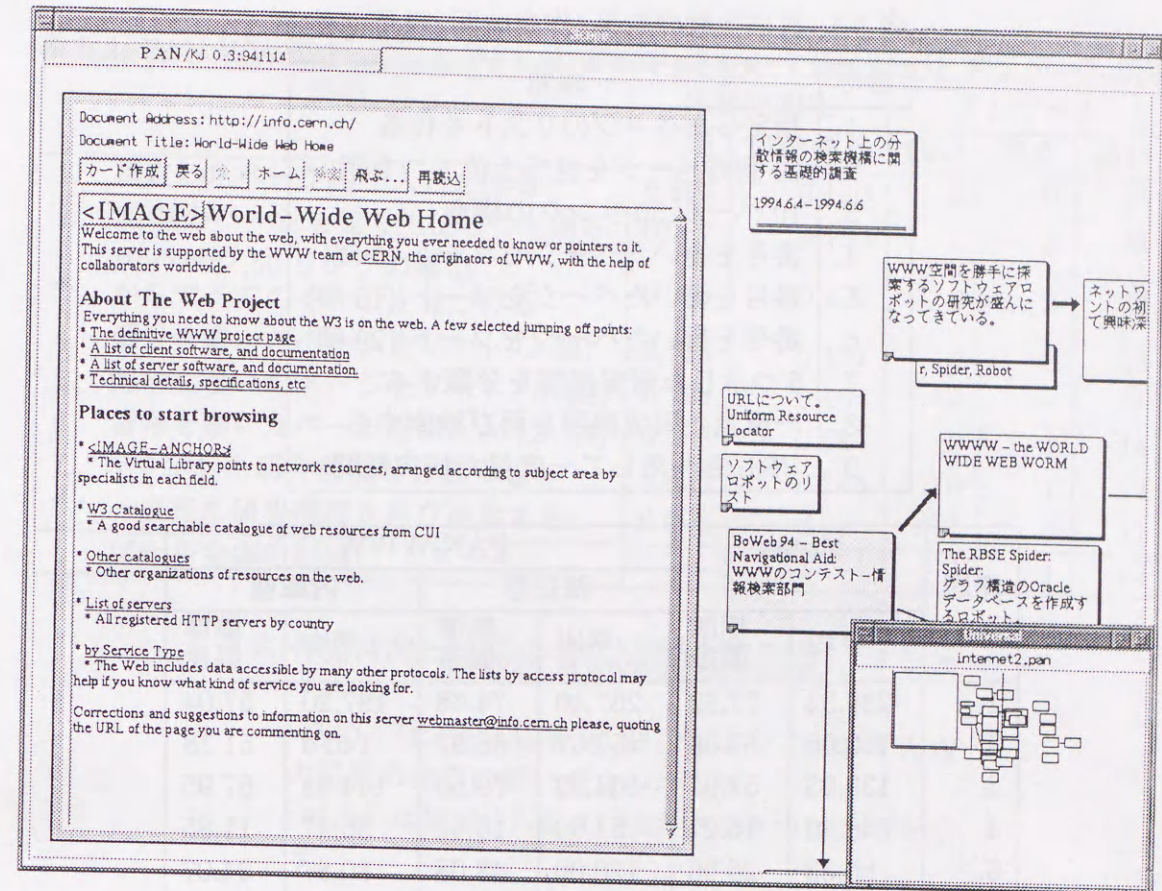 PAN/KJ 0.3:941114
Document Address: http://info.cern.ch/
Document Title: World-Wide Web Home
カード作成 戻る ホーム 飛ぶ... 再読込
<IMAGE>World-Wide Web Home
Welcome to the web about the web, with everything you ever needed to know or pointers to it.
This server is supported by the WWW team at CERN, the originators of WWW, with the help of
collaborators worldwide.
About The Web Project
Everything you need to know about the W3 is on the web. A few selected jumping off points:
* The definitive WWW project page
* A list of client software, and documentation
* A list of server software, and documentation.
* Technical details, specifications, etc
Places to start browsing
* <IMAGE-ANCHOR>
* The Virtual Library points to network resources, arranged according to subject area by
specialists in each field.
* W3 Catalogue
* A good searchable catalogue of web resources from CUI
* Other catalogues
* Other organizations of resources on the web.
* List of servers
* All registered HTTP servers by country
* by Service Type
* The Web includes data accessible by many other protocols. The lists by access protocol may
help if you know what kind of service you are looking for.
Corrections and suggestions to information on this server webmaster@info.cern.ch please, quoting
the URL of the page you are commenting on.
インターネット上の分
散情報の検索機構に関
する基礎的調査
1994.6.4-1994.6.6
WWW空間を勝手に探
索するソフトウェアロ
ボットの研究が盛んに
なってきている。
r, Spider, Robot
ネットワ
ントの初
て興味深
URLについて。
Uniform Resource
Locator
ソフトウェア
ロボットのリ
スト
WWWW - the WORLD
WIDE WEB WORM
BoWeb 94 - Best
Navigational Aid:
WWWのコンテスト-情
報検索部門
The RBSE Spider:
Spider:
グラフ構造のOracle
データベースを作成す
るロボット。
Universal
internet2.pan